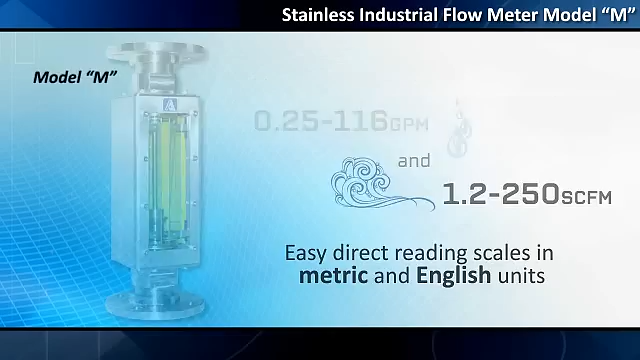 Stainless Industrial Flow Meter Model “M”
Model “M”
A
0.25-116GPM
and
1.2-250SCFM
Easy direct reading scales in
metric and English units